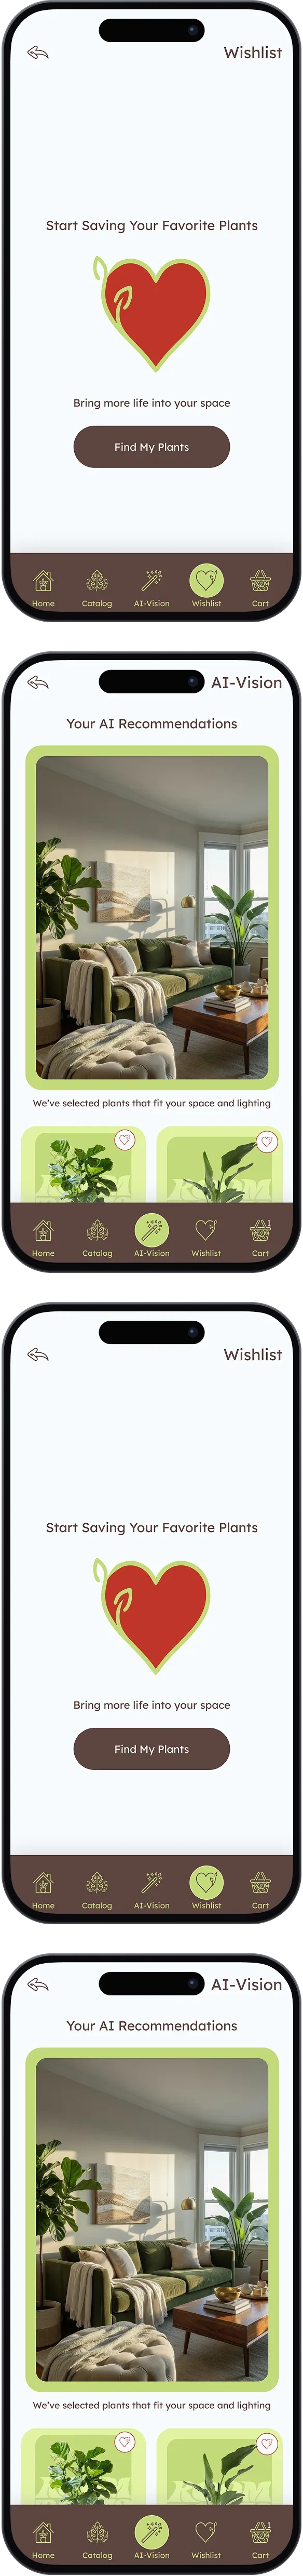 Wishlist
Start Saving Your Favorite Plants
Bring more life into your space
Find My Plants
Home Catalog AI-Vision Wishlist Cart
AI-Vision
Your AI Recommendations
We've selected plants that fit your space and lighting
1
Home Catalog AI-Vision Wishlist Cart
Wishlist
Start Saving Your Favorite Plants
Bring more life into your space
Find My Plants
Home Catalog AI-Vision Wishlist Cart
AI-Vision
Your AI Recommendations
We've selected plants that fit your space and lighting
1
Home Catalog AI-Vision Wishlist Cart